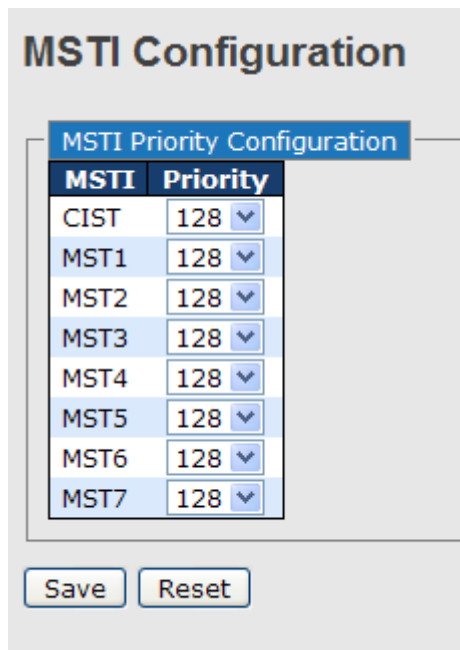 MSTI Configuration
MSTI Priority Configuration
MSTI Priority
CIST 128
MST1 128
MST2 128
MST3 128
MST4 128
MST5 128
MST6 128
MST7 128
Save Reset